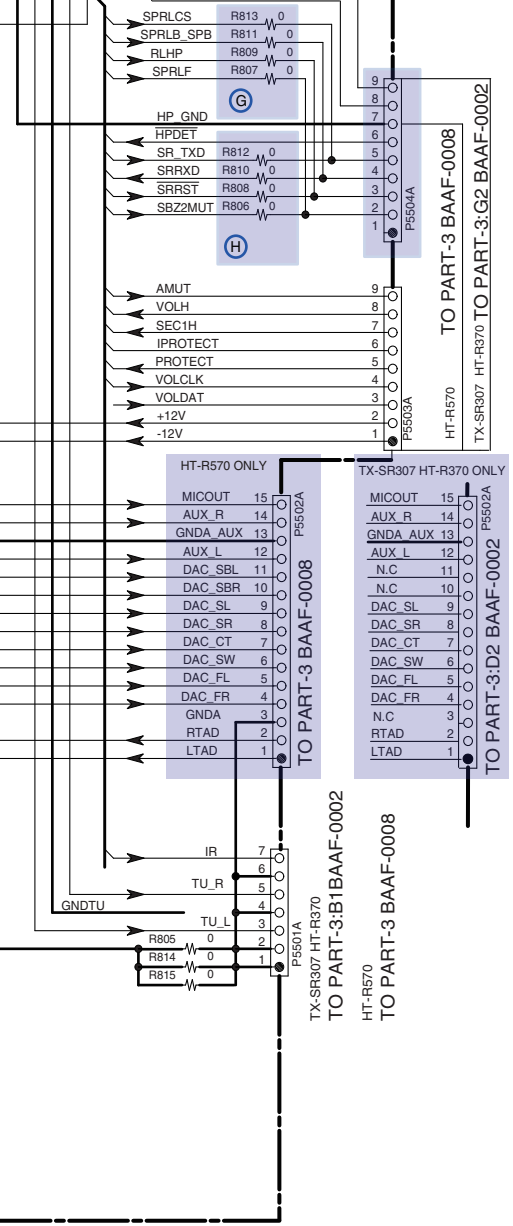 SPRLCS R813 0
SPRLB_SPB R811 0
RLHP R809 0
SPRLF R807 0
G
9
8
HP_GND 7
HPDET 6
SR_TXD R812 0 5
SRRXD R810 0 4
SRRST R808 0 3
SBZ2MUT R806 0 2
1
H
P5504A
TO PART-3 BAAF-0008
HT-R570
TO PART-3:G2 BAAF-0002
TX-SR307 HT-R370
AMUT 9
VOLH 8
SEC1H 7
IPROTECT 6
PROTECT 5
VOLCLK 4
VOLDAT 3
+12V 2
-12V 1
P5503A
HT-R570 ONLY
MICOUT 15
AUX_R 14
GNDA_AUX 13
AUX_L 12
DAC_SBL 11
DAC_SBR 10
DAC_SL 9
DAC_SR 8
DAC_CT 7
DAC_SW 6
DAC_FL 5
DAC_FR 4
GNDA 3
RTAD 2
LTAD 1
P5502A
TO PART-3 BAAF-0008
TX-SR307 HT-R370 ONLY
MICOUT 15
AUX_R 14
GNDA_AUX 13
AUX_L 12
N.C 11
N.C 10
DAC_SL 9
DAC_SR 8
DAC_CT 7
DAC_SW 6
DAC_FL 5
DAC_FR 4
N.C 3
RTAD 2
LTAD 1
P5502A
TO PART-3:D2 BAAF-0002
IR 7
6
TU_R 5
GNDTU 4
TU_L 3
R805 0 2
R814 0 1
R815 0
P5501A
TX-SR307 HT-R370
TO PART-3:B1BAAF-0002
HT-R570
TO PART-3 BAAF-0008